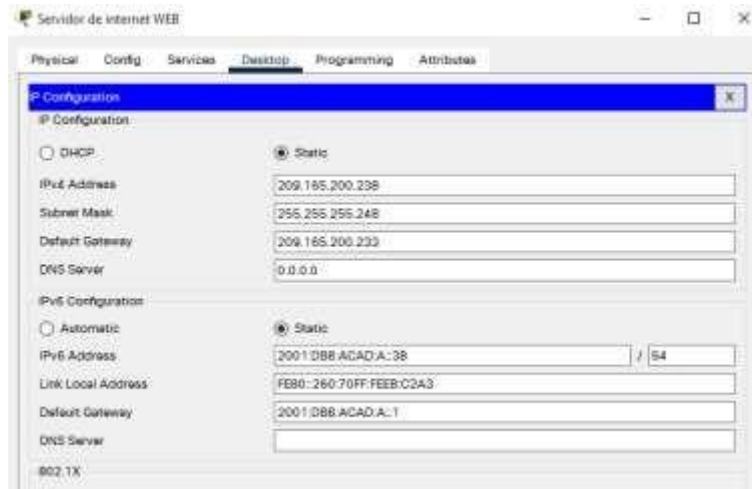 Servidor de internet WEB
Physical Config Services Desktop Programming Attributes
IP Configuration X
IP Configuration
DHCP Static
IPv4 Address 209.165.200.238
Subnet Mask 255.255.255.248
Default Gateway 209.165.200.233
DNS Server 0.0.0.0
IPv6 Configuration
Automatic Static
IPv6 Address 2001:DB8:ACAD:A::38 / 64
Link Local Address FE80::260:70FF:FEEB:C2A3
Default Gateway 2001:DB8:ACAD:A::1
DNS Server
802.1X